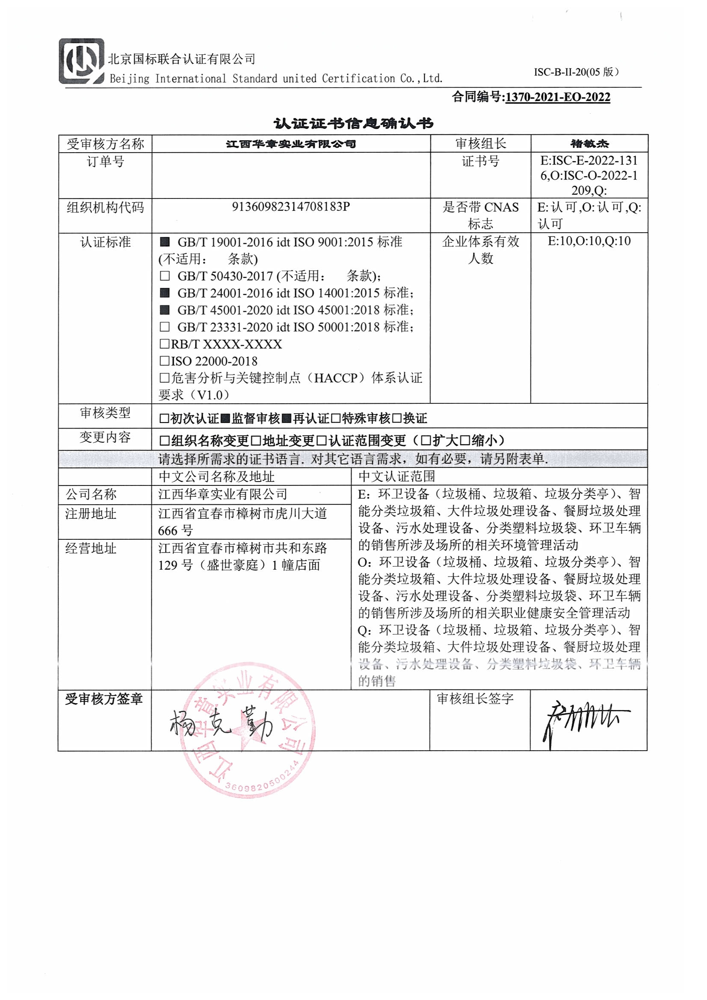 北京国标联合认证有限公司
Beijing International Standard united Certification Co.,Ltd.
ISC-B-II-20(05 版)
合同编号:1370-2021-EO-2022
认证证书信息确认书
受审核方名称 江西华章实业有限公司 审核组长 褚敏杰
订单号 证书号 E:ISC-E-2022-131
6,O:ISC-O-2022-1
209,Q:
组织机构代码 91360982314708183P 是否带 CNAS E:认可,O:认可,Q:
标志 认可
认证标准 ■ GB/T 19001-2016 idt ISO 9001:2015 标准 企业体系有效 E:10,O:10,Q:10
(不适用： 条款) 人数
□ GB/T 50430-2017 (不适用： 条款)；
■ GB/T 24001-2016 idt ISO 14001:2015 标准；
■ GB/T 45001-2020 idt ISO 45001:2018 标准；
□ GB/T 23331-2020 idt ISO 50001:2018 标准；
□RB/T XXXX-XXXX
□ISO 22000-2018
□危害分析与关键控制点（HACCP）体系认证
要求（V1.0）
审核类型 □初次认证■监督审核■再认证□特殊审核□换证
变更内容 □组织名称变更□地址变更□认证范围变更（□扩大□缩小）
请选择所需求的证书语言. 对其它语言需求，如有必要，请另附表单.
中文公司名称及地址 中文认证范围
公司名称 江西华章实业有限公司
注册地址 江西省宜春市樟树市虎川大道
666 号
经营地址 江西省宜春市樟树市共和东路
129 号（盛世豪庭）1 幢店面
E：环卫设备（垃圾桶、垃圾箱、垃圾分类亭）、智
能分类垃圾箱、大件垃圾处理设备、餐厨垃圾处理
设备、污水处理设备、分类塑料垃圾袋、环卫车辆
的销售所涉及场所的相关环境管理活动
O：环卫设备（垃圾桶、垃圾箱、垃圾分类亭）、智
能分类垃圾箱、大件垃圾处理设备、餐厨垃圾处理
设备、污水处理设备、分类塑料垃圾袋、环卫车辆
的销售所涉及场所的相关职业健康安全管理活动
Q：环卫设备（垃圾桶、垃圾箱、垃圾分类亭）、智
能分类垃圾箱、大件垃圾处理设备、餐厨垃圾处理
设备、污水处理设备、分类塑料垃圾袋、环卫车辆
的销售
受审核方签章 杨克勤 审核组长签字
江西华章实业有限公司
3609820500244